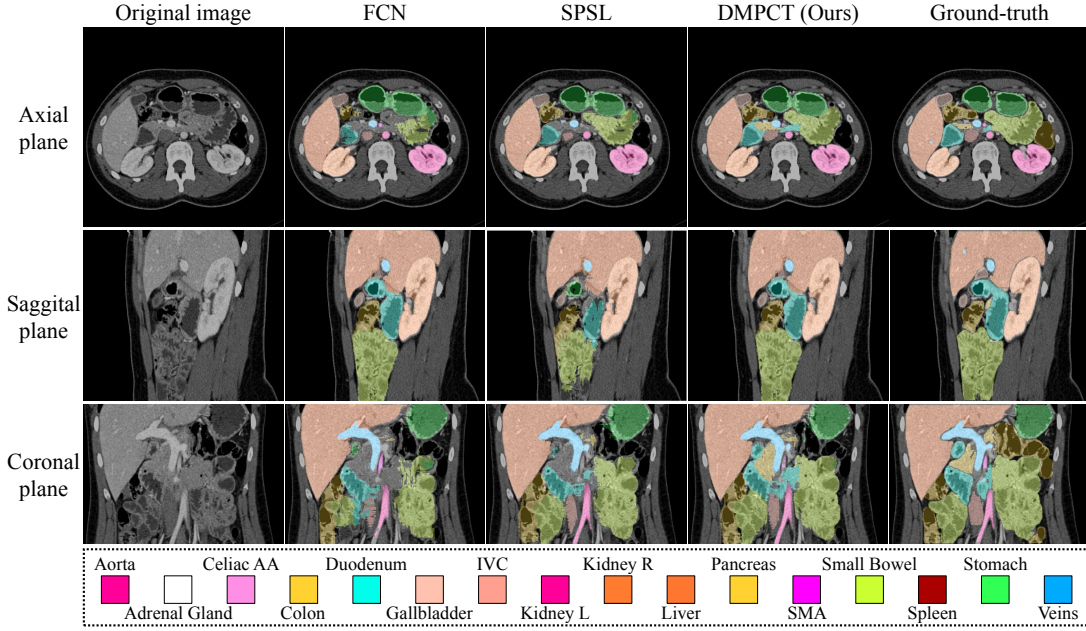 Original image FCN SPSL DMPCT (Ours) Ground-truth
Axial
plane
Saggital
plane
Coronal
plane
Aorta Celiac AA Duodenum IVC Kidney R Pancreas Small Bowel Stomach
Adrenal Gland Colon Gallbladder Kidney L Liver SMA Spleen Veins